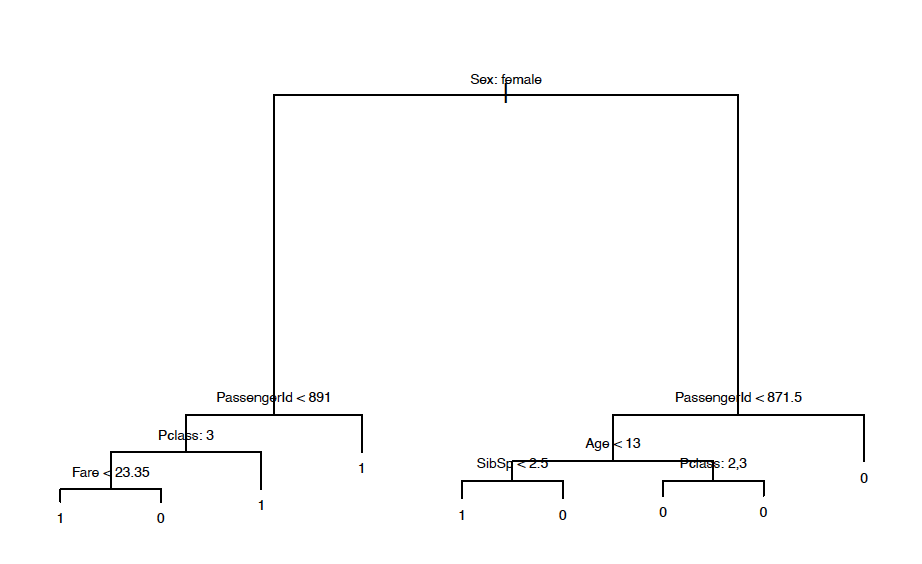 Sex: female
PassengerId < 891
PassengerId < 871.5
Pclass: 3
Age < 13
Fare < 23.35
SibSp < 2.5
Pclass: 2,3
1
0
1
1
1
0
0
0
0